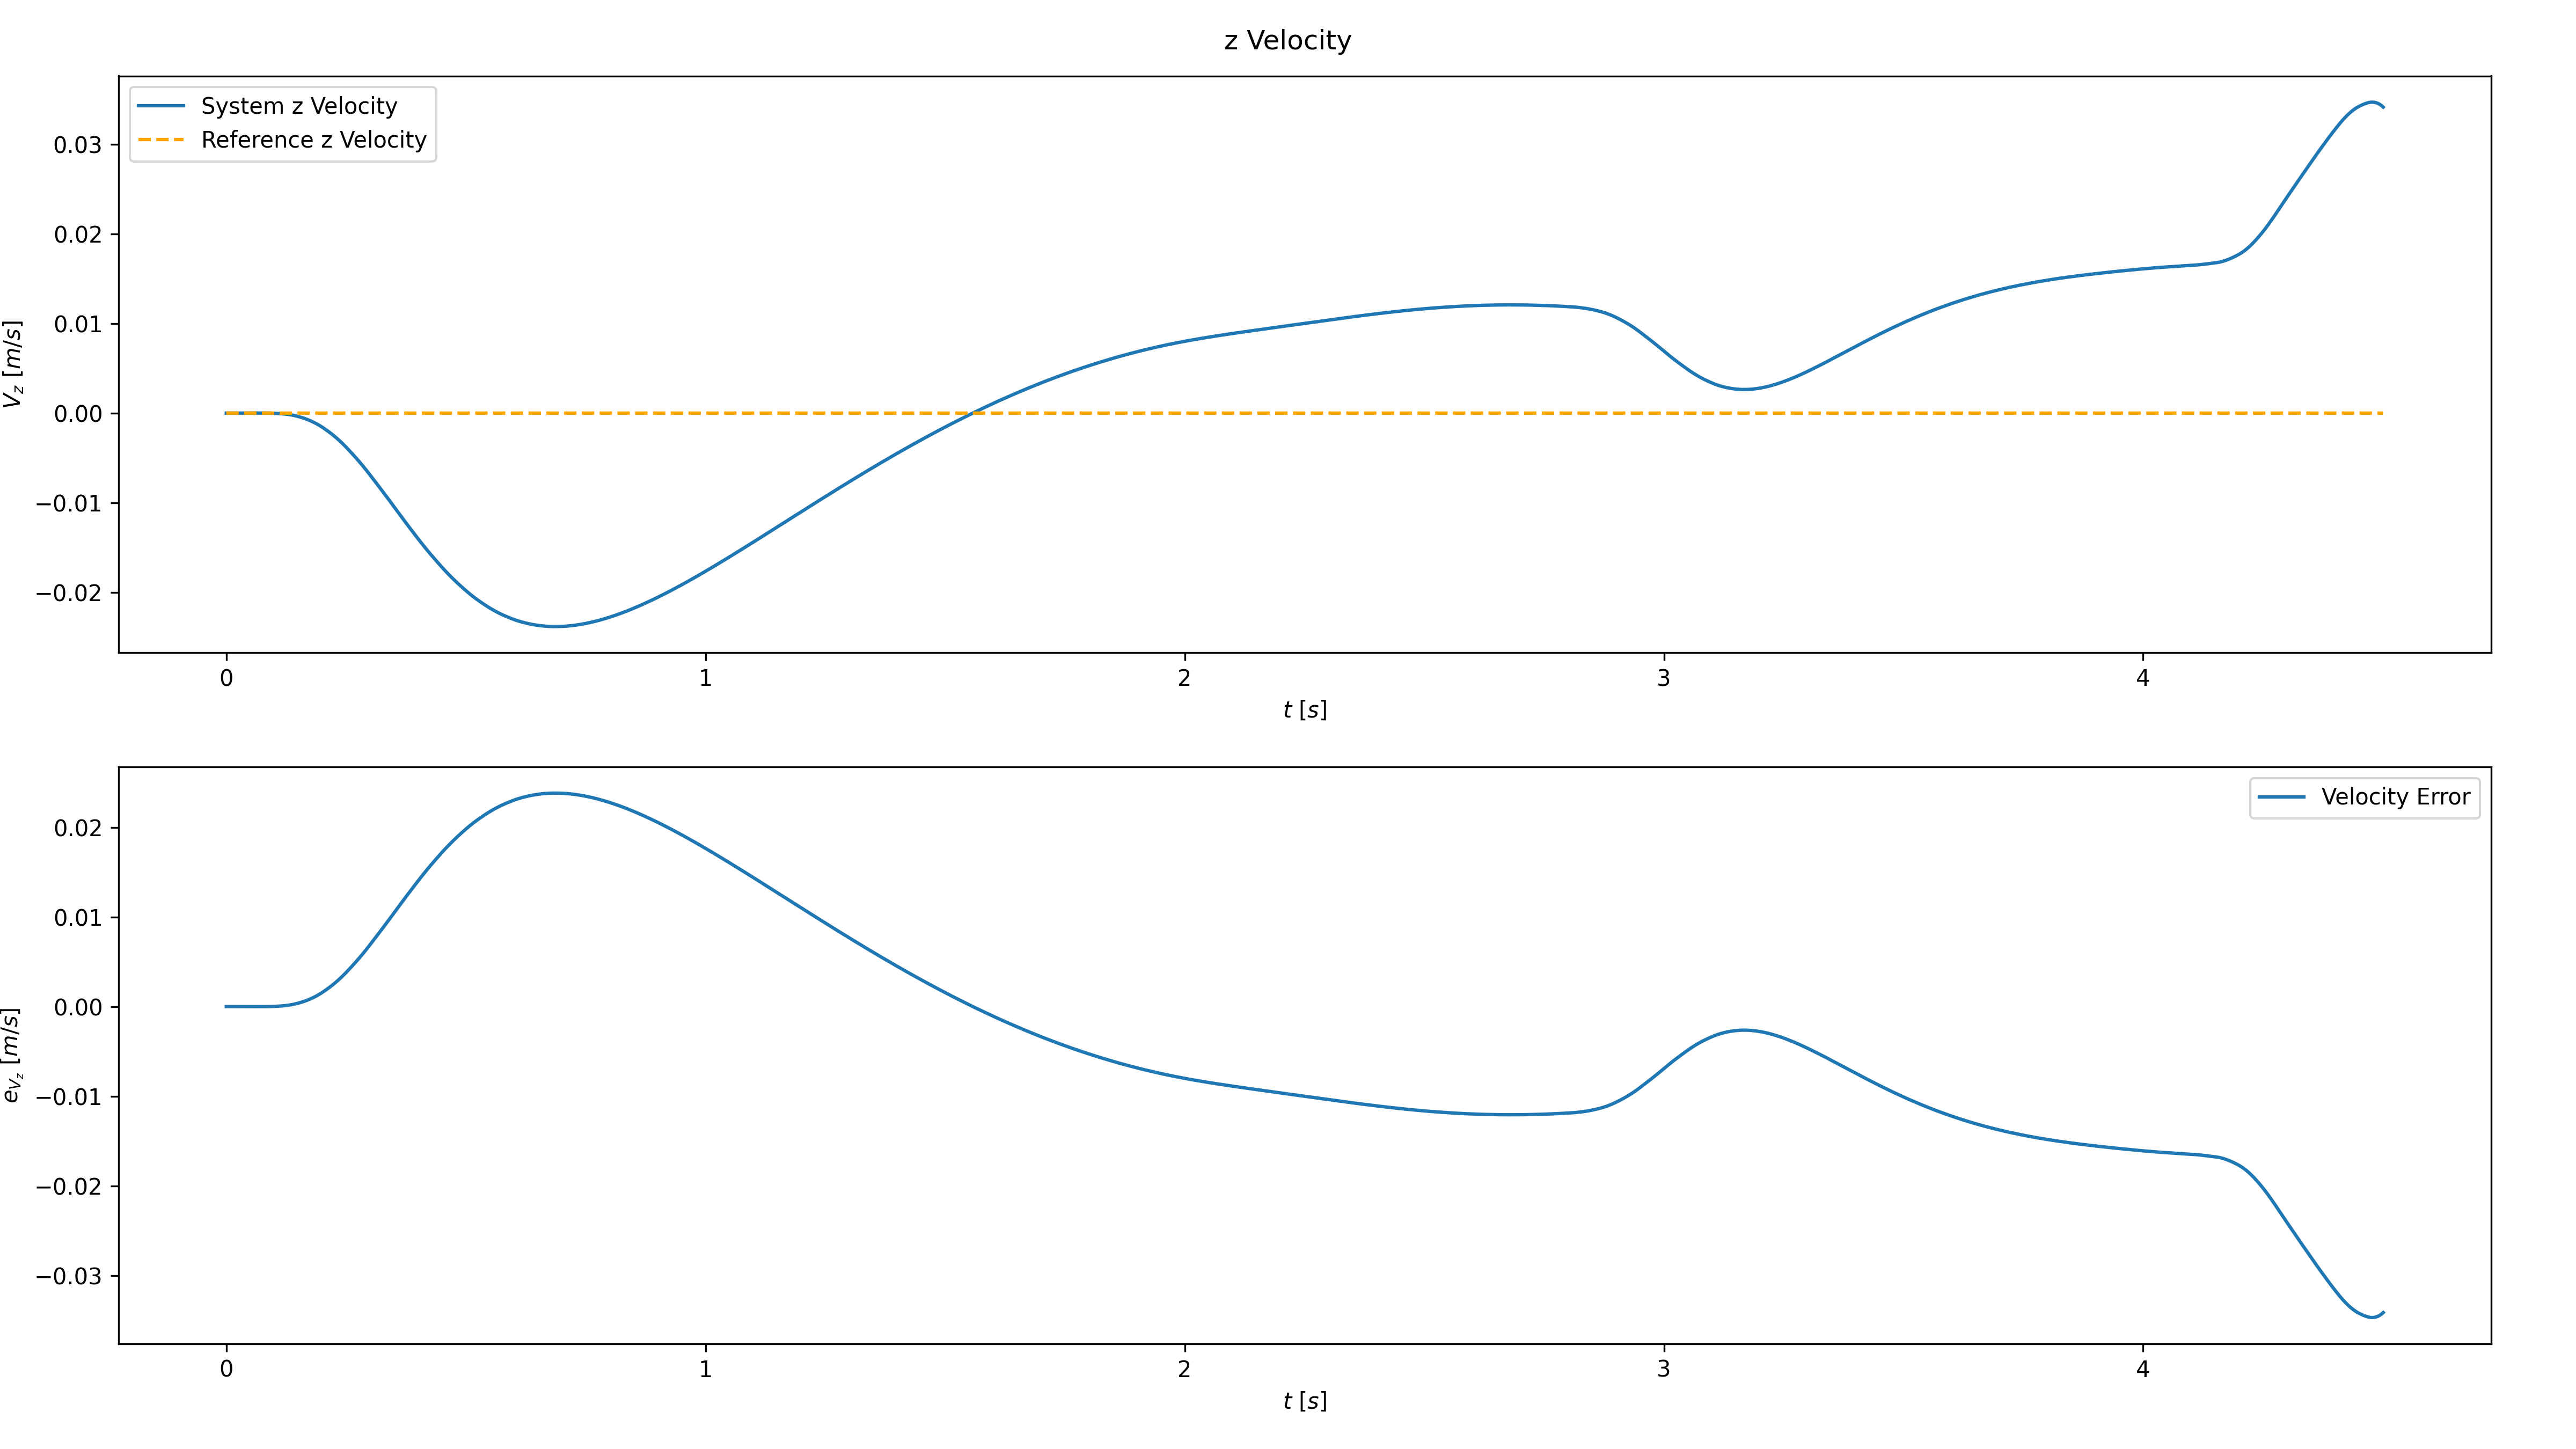 z Velocity
System z Velocity
Reference z Velocity
0.03
0.02
0.01
0.00
−0.01
−0.02
V_z [m/s]
0 1 2 3 4
t [s]
Velocity Error
0.02
0.01
0.00
−0.01
−0.02
−0.03
e_{V_z} [m/s]
0 1 2 3 4
t [s]